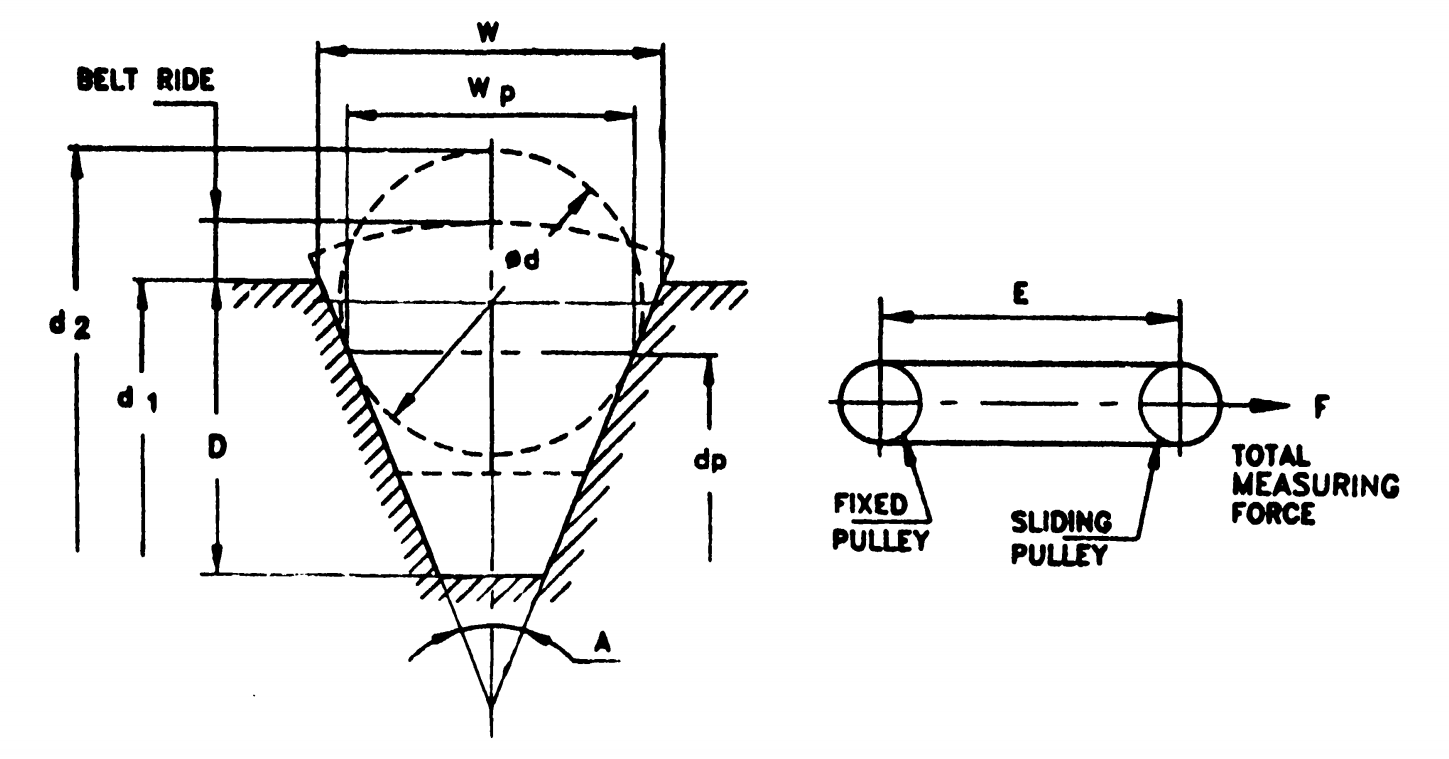 W
BELT RIDE
Wp
ød
d2
d1
D
dp
A
E
F
TOTAL
MEASURING
FORCE
FIXED
PULLEY
SLIDING
PULLEY